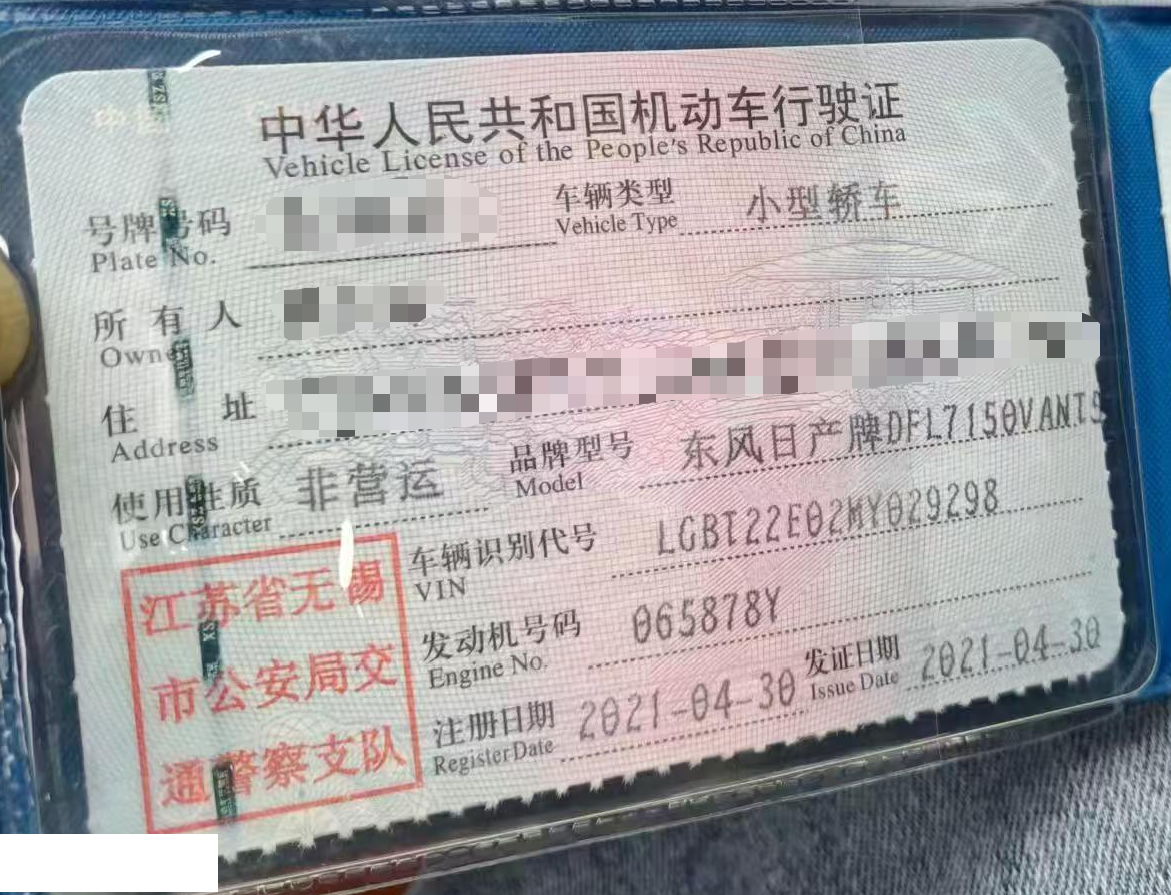 中华人民共和国机动车行驶证
Vehicle License of the People's Republic of China
号牌号码
Plate No.
车辆类型 小型轿车
Vehicle Type
所有人
Owner
住址
Address
使用性质 非营运
Use Character
品牌型号 东风日产牌DFL7150VANT5
Model
车辆识别代号 LGBT22E02MY029298
VIN
发动机号码 065878Y
Engine No.
注册日期 2021-04-30
Register Date
发证日期 2021-04-30
Issue Date
江苏省无锡
市公安局交
通警察支队